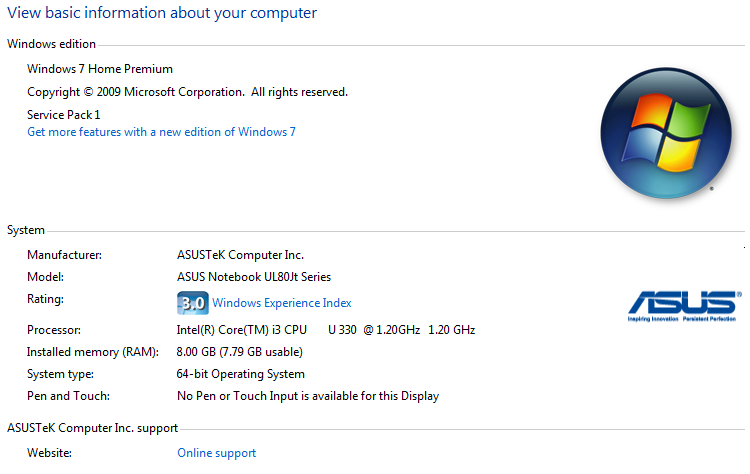 View basic information about your computer
Windows edition
Windows 7 Home Premium
Copyright © 2009 Microsoft Corporation. All rights reserved.
Service Pack 1
Get more features with a new edition of Windows 7
System
Manufacturer: ASUSTeK Computer Inc.
Model: ASUS Notebook UL80Jt Series
Rating: 3.0 Windows Experience Index
ASUS®
Inspiring Innovation Persistent Perfection
Processor: Intel(R) Core(TM) i3 CPU U 330 @ 1.20GHz 1.20 GHz
Installed memory (RAM): 8.00 GB (7.79 GB usable)
System type: 64-bit Operating System
Pen and Touch: No Pen or Touch Input is available for this Display
ASUSTeK Computer Inc. support
Website: Online support